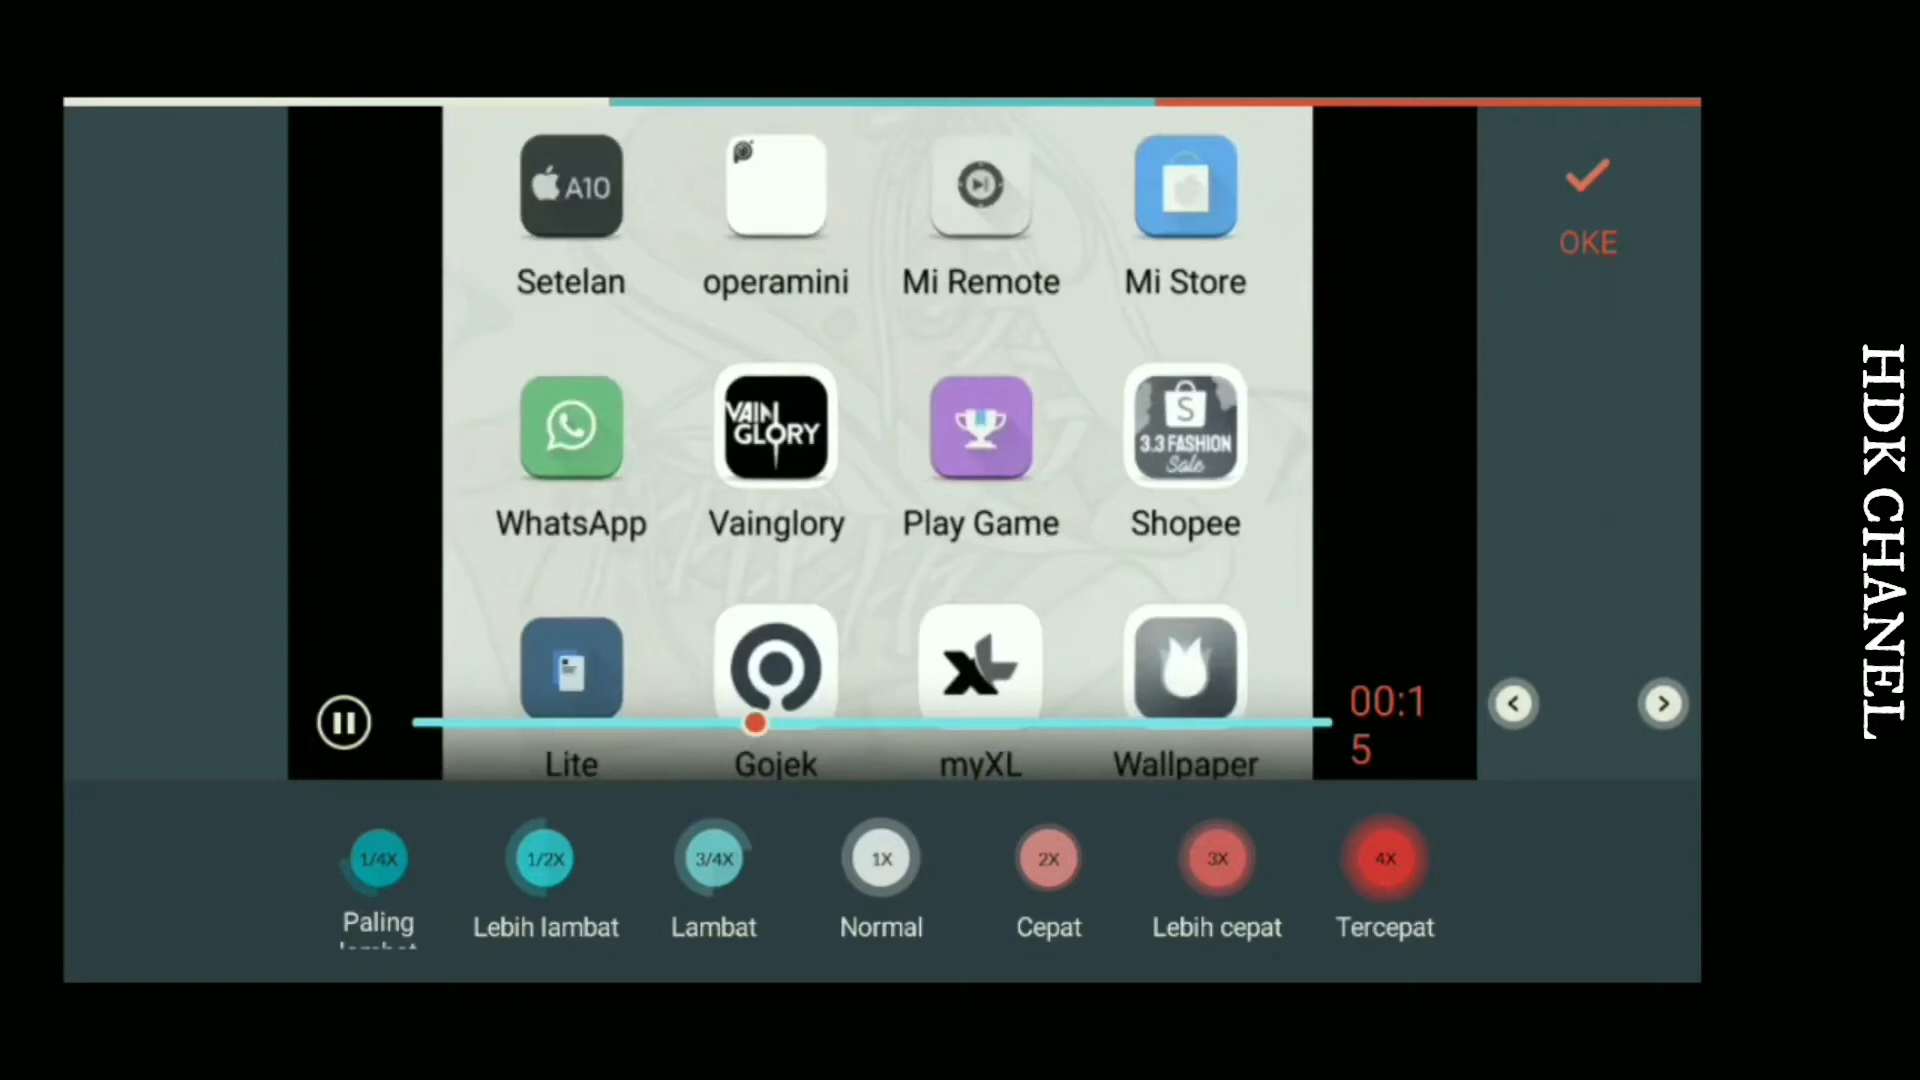 A10
Setelan
operamini
Mi Remote
Mi Store
OKE
VAIN
GLORY
S
3.3 FASHION
Sale
WhatsApp
Vainglory
Play Game
Shopee
XL
00:1
5
Lite
Gojek
myXL
Wallpaper
1/4X
1/2X
3/4X
1X
2X
3X
4X
Paling
lambat
Lebih lambat
Lambat
Normal
Cepat
Lebih cepat
Tercepat
HDK CHANEL